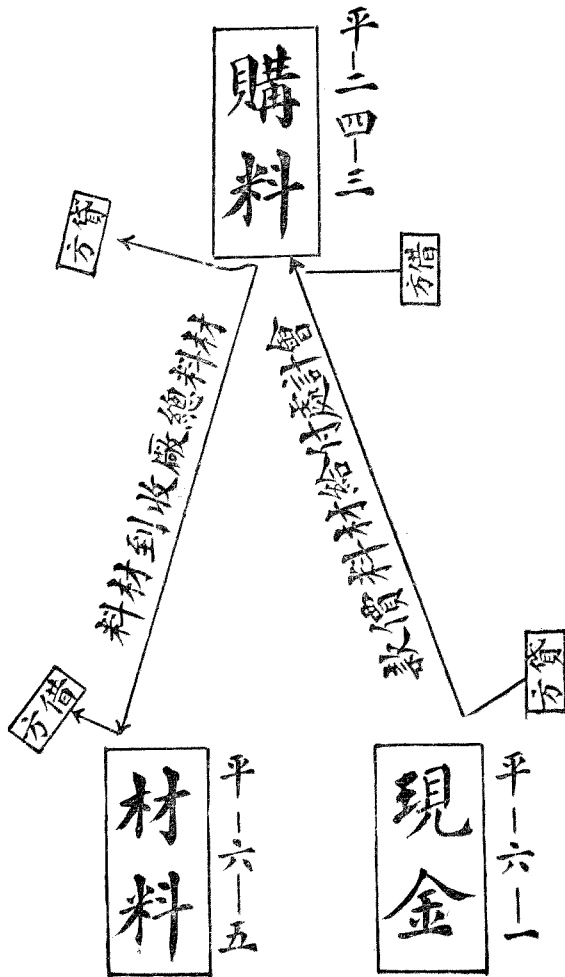 平—二四—三
購料
貸方
借方
會計處付給材料價款
材料總廠收到材料
貸方
借方
平—六—一
現金
平—六—五
材料